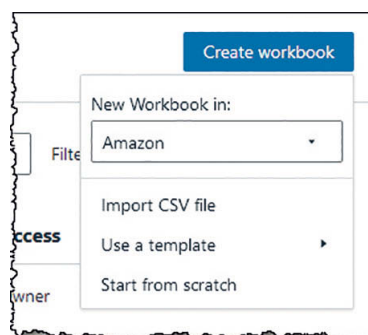 Create workbook
New Workbook in:
Amazon
Filte
Import CSV file
ccess
Use a template
Start from scratch
wner